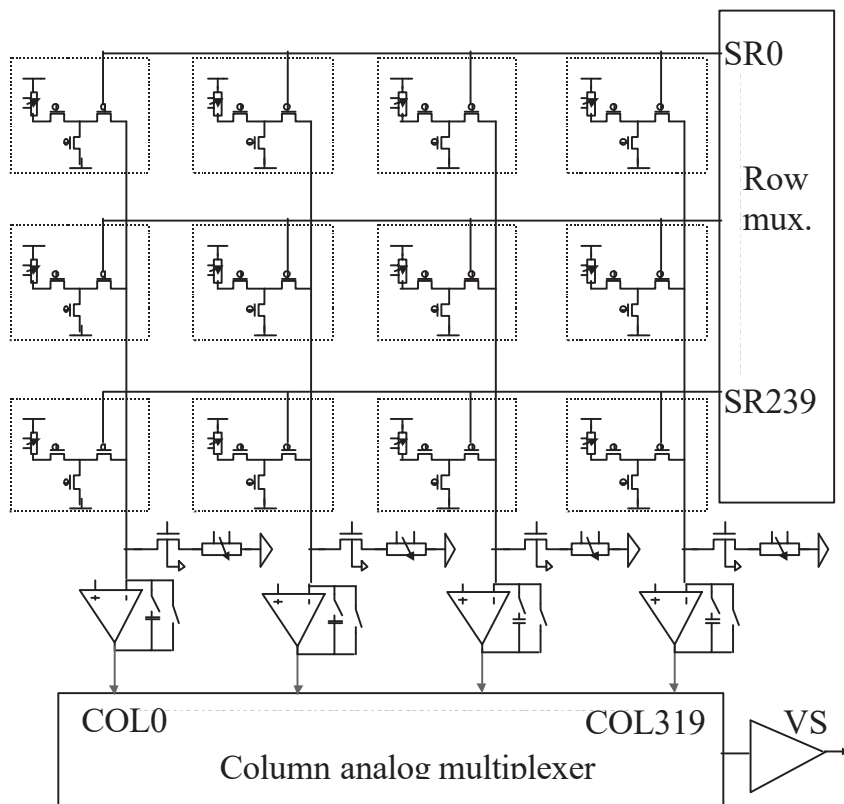 SR0
Row
mux.
SR239
COL0
COL319
VS
Column analog multiplexer